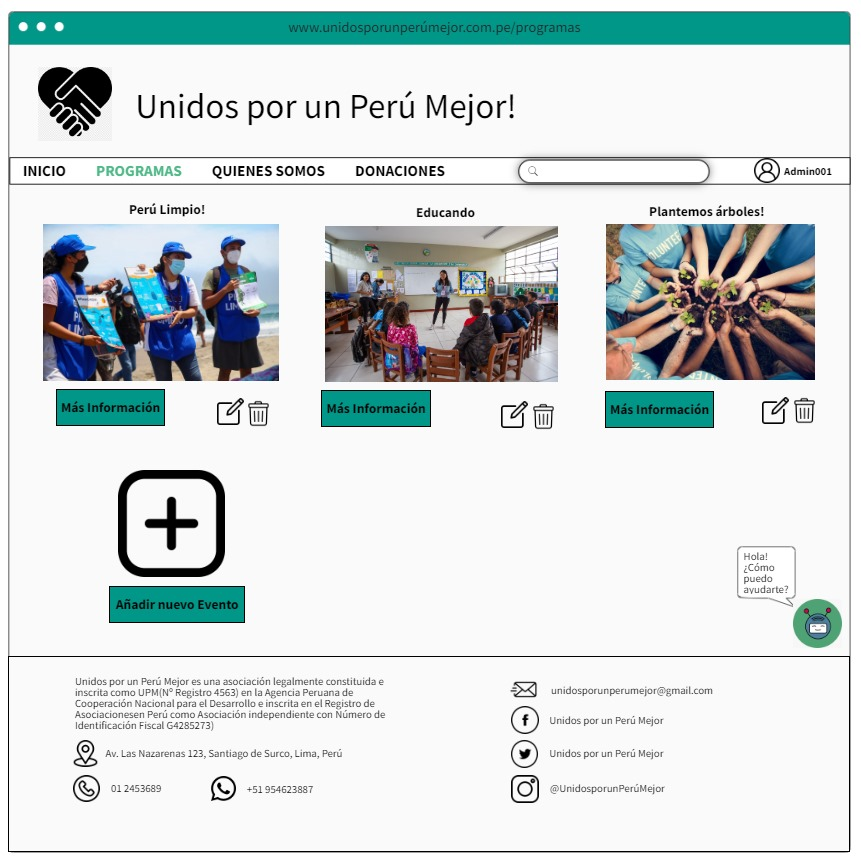 www.unidosporunperúmejor.com.pe/programas
Unidos por un Perú Mejor!
INICIO
PROGRAMAS
QUIENES SOMOS
DONACIONES
Admin001
Perú Limpio!
Educando
Plantemos árboles!
VOLUNTEER
Más Información
Más Información
Más Información
Añadir nuevo Evento
Hola!
¿Cómo
puedo
ayudarte?
Unidos por un Perú Mejor es una asociación legalmente constituida e
inscrita como UPM(Nº Registro 4563) en la Agencia Peruana de
Cooperación Nacional para el Desarrollo e inscrita en el Registro de
Asociacionesen Perú como Asociación independiente con Número de
Identificación Fiscal G4285273)
Av. Las Nazarenas 123, Santiago de Surco, Lima, Perú
01 2453689
+51 954623887
unidosporunperumejor@gmail.com
Unidos por un Perú Mejor
Unidos por un Perú Mejor
@UnidosporunPerúMejor